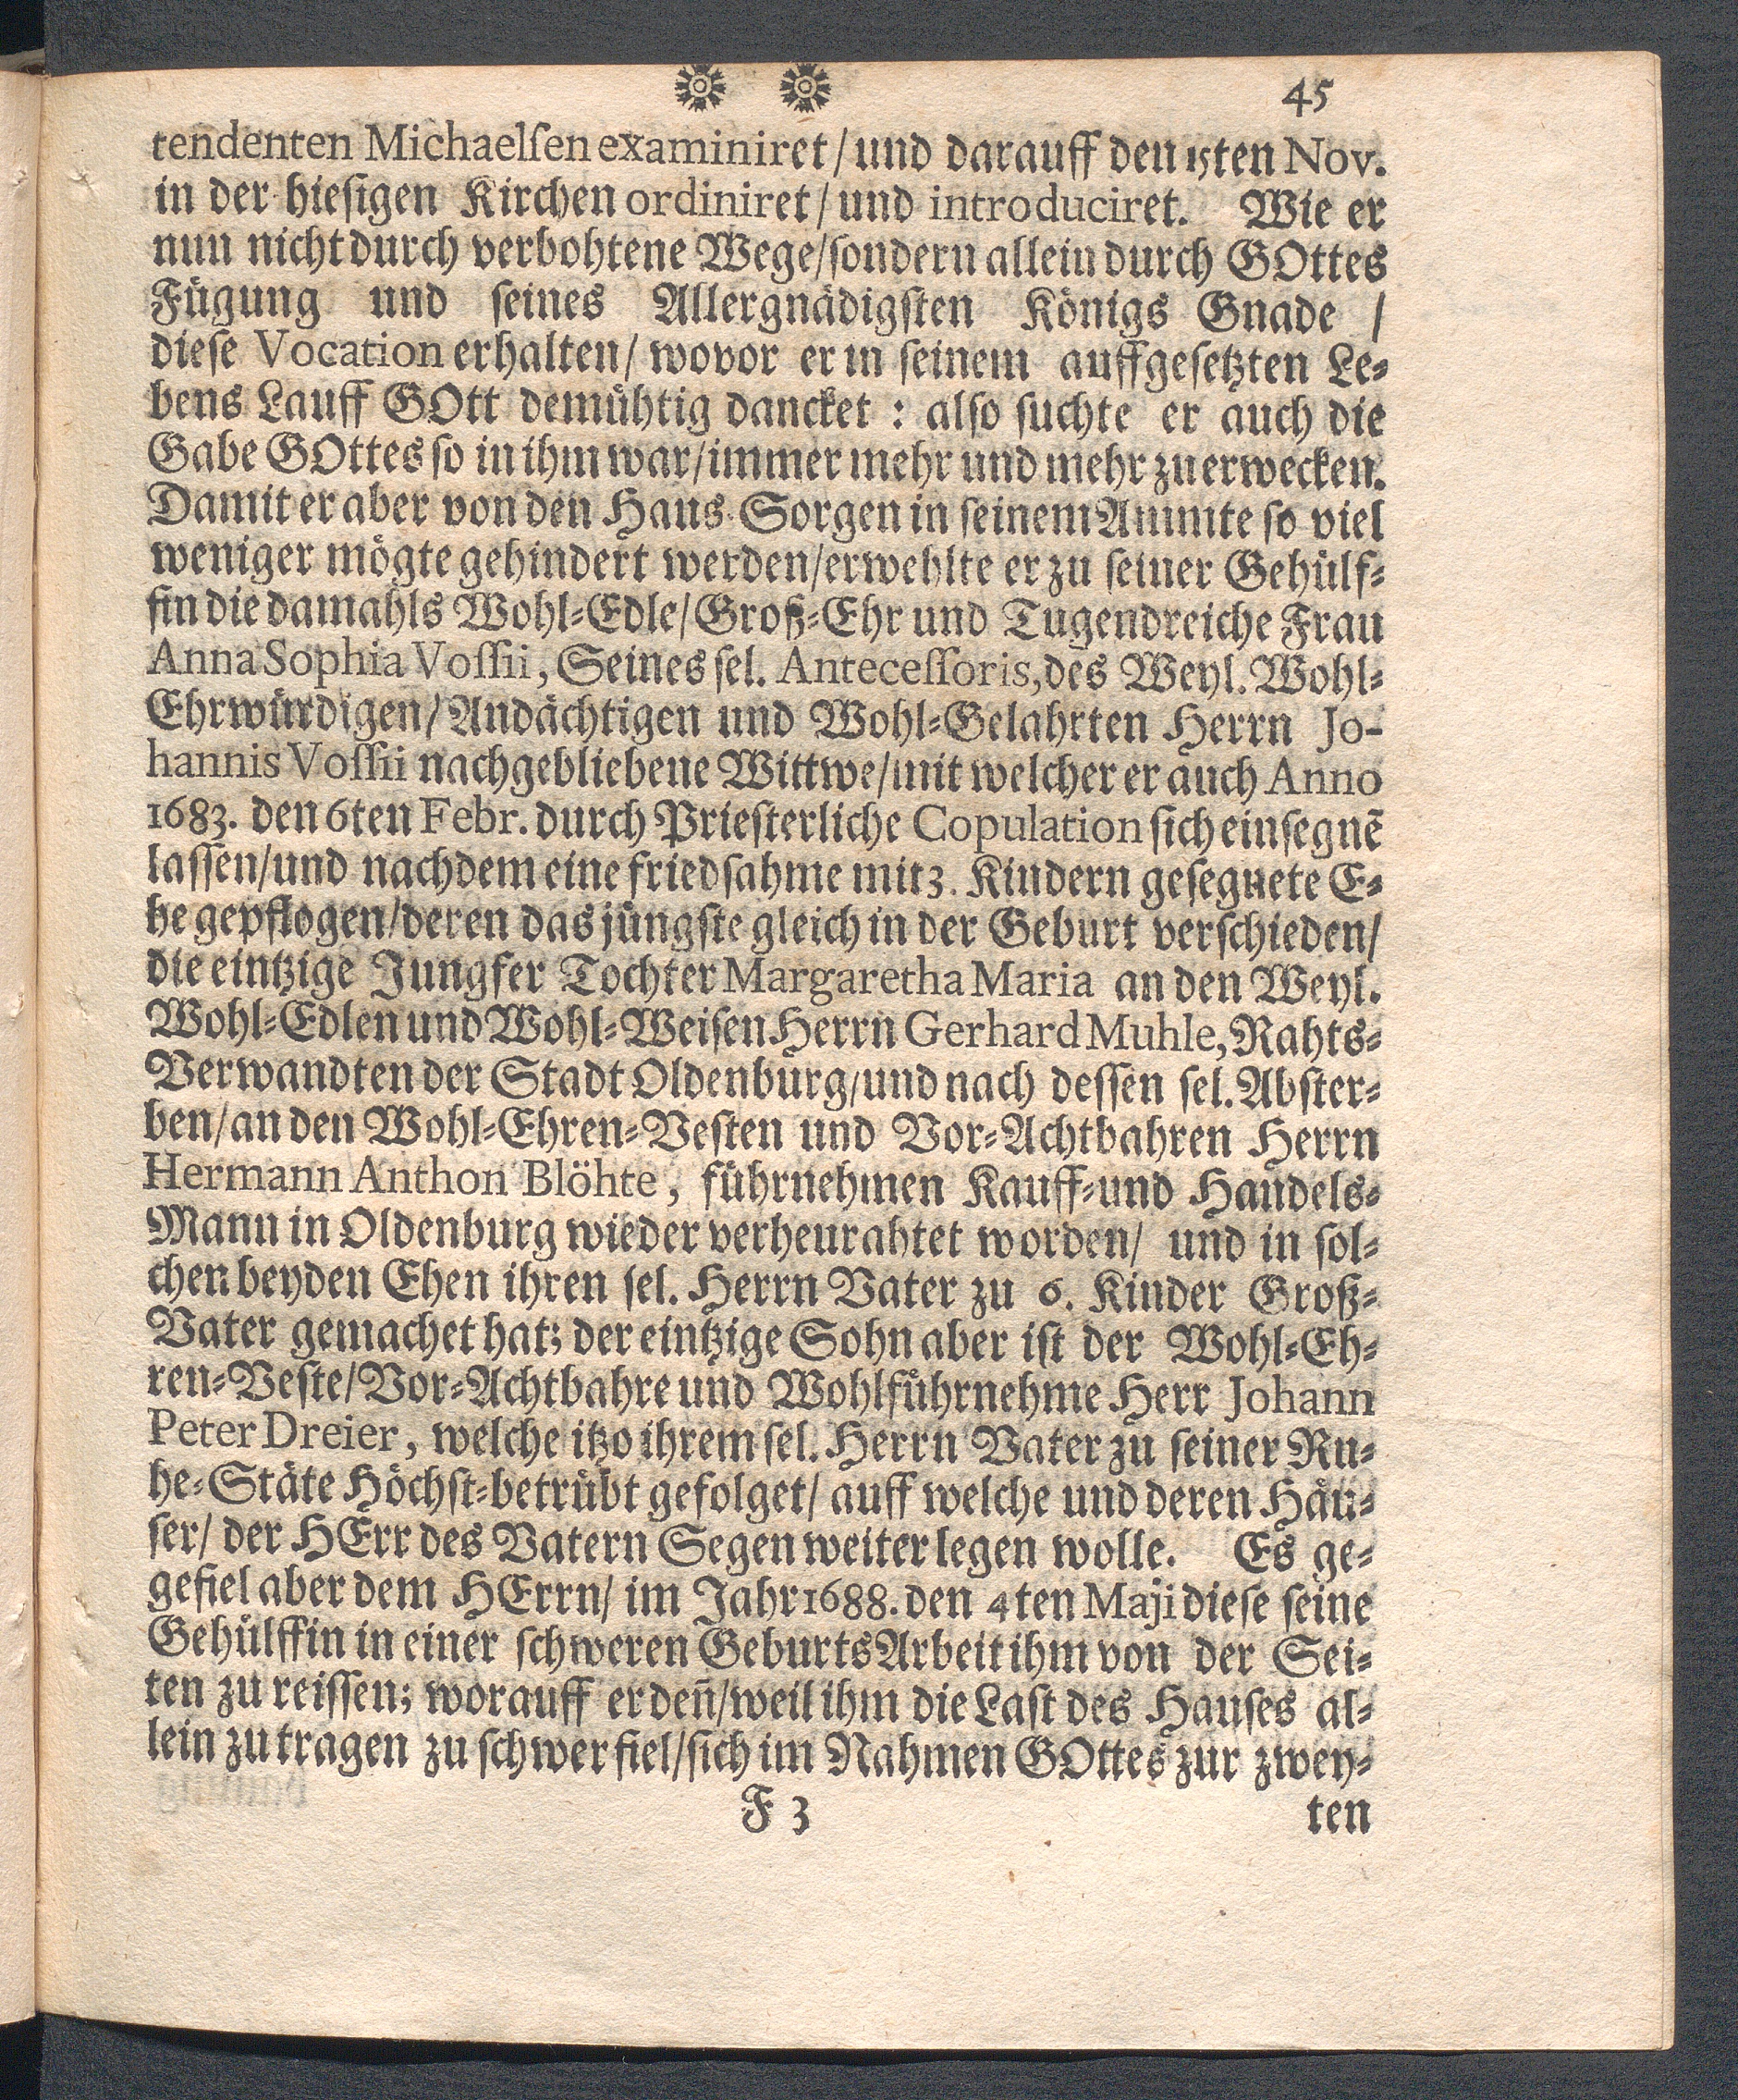 45
tendenten Michaelſen examiniret/ und darauff den 15ten Nov.
in der hieſigen Kirchen ordiniret/ und introduciret. Wie er
nun nicht durch verbohtene Wege/ ſondern allein durch GOttes
Fügung und ſeines Allergnädigſten Königs Gnade /
dieſe Vocation erhalten/ wovor er in ſeinem auffgeſetzten Le-
bens Lauff GOtt demühtig dancket : alſo ſuchte er auch die
Gabe GOttes ſo in ihm war/ immer mehr und mehr zu erwecken.
Damit er aber von den Haus-Sorgen in ſeinem Ammte ſo viel
weniger mögte gehindert werden/ erwehlte er zu ſeiner Gehülf-
fin die damahls Wohl-Edle/ Groß-Ehr und Tugendreiche Frau
Anna Sophia Voſſii, Seines ſel. Anteceſſoris, des Weyl. Wohl-
Ehrwürdigen/ Andächtigen und Wohl-Gelahrten Herrn Jo-
hannis Voſſii nachgebliebene Wittwe/ mit welcher er auch Anno
1683. den 6ten Febr. durch Prieſterliche Copulation ſich einſegnẽ
laſſen/ und nachdem eine friedſahme mit 3. Kindern geſegnete E-
he gepflogen/ deren das jüngſte gleich in der Geburt verſchieden/
die eintzige Jungfer Tochter Margaretha Maria an den Weyl.
Wohl-Edlen und Wohl-Weiſen Herrn Gerhard Muhle, Rahts-
Verwandten der Stadt Oldenburg/ und nach deſſen ſel. Abſter-
ben/ an den Wohl-Ehren-Veſten und Vor-Achtbahren Herrn
Hermann Anthon Blöhte, führnehmen Kauff-und Handels-
Mann in Oldenburg wieder verheurahtet worden/ und in ſol-
chen beyden Ehen ihren ſel. Herrn Vater zu 6. Kinder Groß-
Vater gemachet hat; der eintzige Sohn aber iſt der Wohl-Eh-
ren-Veſte/ Vor-Achtbahre und Wohlführnehme Herr Johann
Peter Dreier, welche itzo ihrem ſel. Herrn Vater zu ſeiner Ru-
he-Stäte Höchſt-betrübt gefolget/ auff welche und deren Häu-
ſer/ der HErr des Vatern Segen weiter legen wolle. Es ge-
gefiel aber dem HErrn/ im Jahr 1688. den 4ten Maji dieſe ſeine
Gehülffin in einer ſchweren Geburts Arbeit ihm von der Sei-
ten zu reiſſen; worauff er deñ/ weil ihm die Laſt des Hauſes al-
lein zu tragen zu ſchwer fiel/ ſich im Nahmen GOttes zur zwey-
F 3 ten